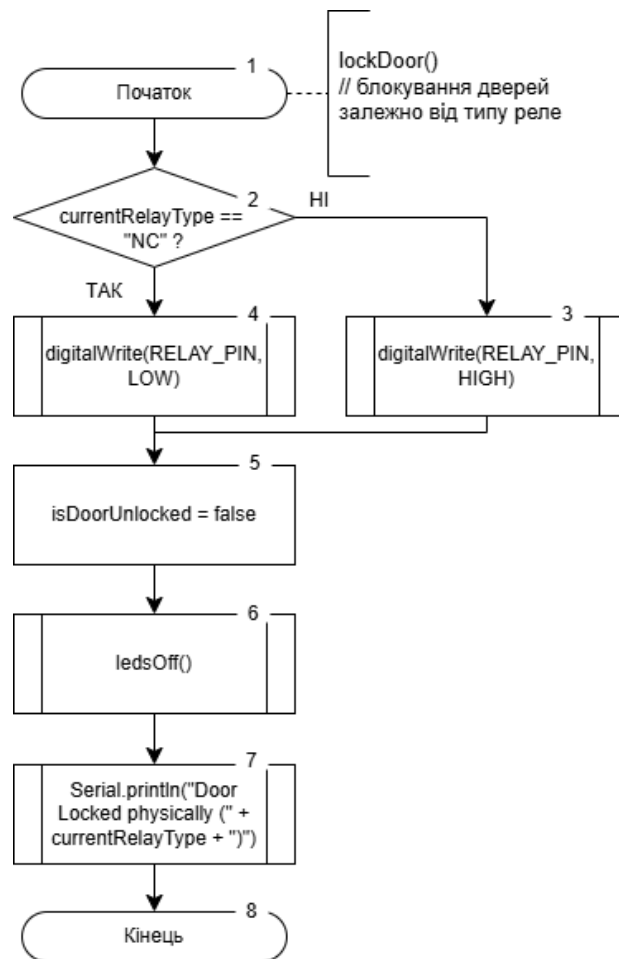 1
Початок
lockDoor()
// блокування дверей
залежно від типу реле
2
currentRelayType ==
"NC" ?
НІ
ТАК
4
digitalWrite(RELAY_PIN,
LOW)
3
digitalWrite(RELAY_PIN,
HIGH)
5
isDoorUnlocked = false
6
ledsOff()
7
Serial.println("Door
Locked physically (" +
currentRelayType + ")")
8
Кінець